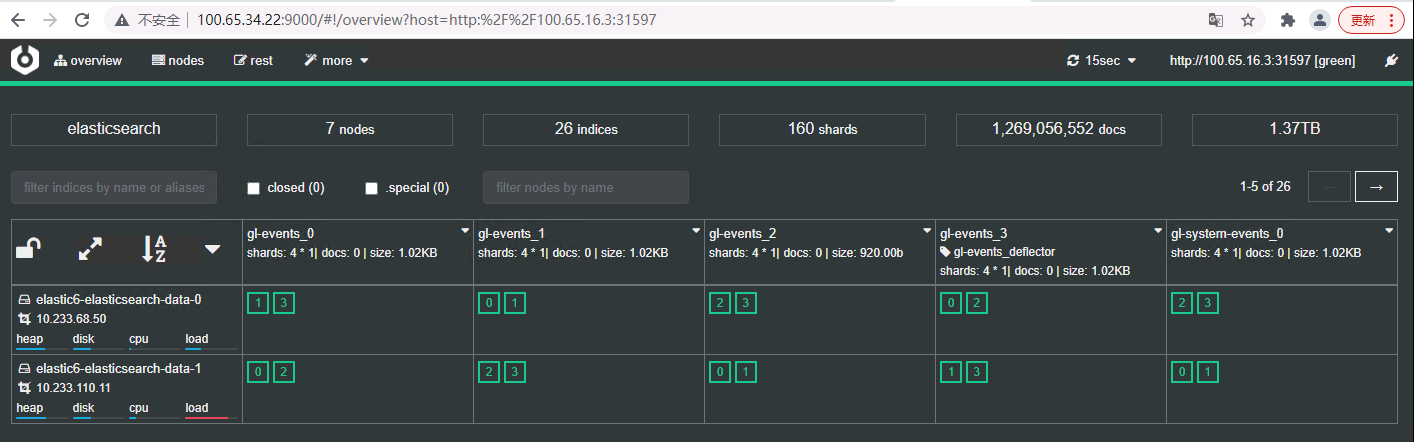 不安全 100.65.34.22:9000/#!/overview?host=http:%2F%2F100.65.16.3:31597 更新
overview nodes rest more 15sec http://100.65.16.3:31597 [green]
elasticsearch 7 nodes 26 indices 160 shards 1,269,056,552 docs 1.37TB
filter indices by name or aliases closed (0) .special (0) filter nodes by name 1-5 of 26 ← →
gl-events_0 gl-events_1 gl-events_2 gl-events_3 gl-system-events_0
gl-events_deflector
shards: 4 * 1| docs: 0 | size: 1.02KB shards: 4 * 1| docs: 0 | size: 1.02KB shards: 4 * 1| docs: 0 | size: 920.00b shards: 4 * 1| docs: 0 | size: 1.02KB shards: 4 * 1| docs: 0 | size: 1.02KB
A
Z
elastic6-elasticsearch-data-0 1 3 0 1 2 3 0 2 2 3
10.233.68.50
heap disk cpu load
elastic6-elasticsearch-data-1 0 2 2 3 0 1 1 3 0 1
10.233.110.11
heap disk cpu load